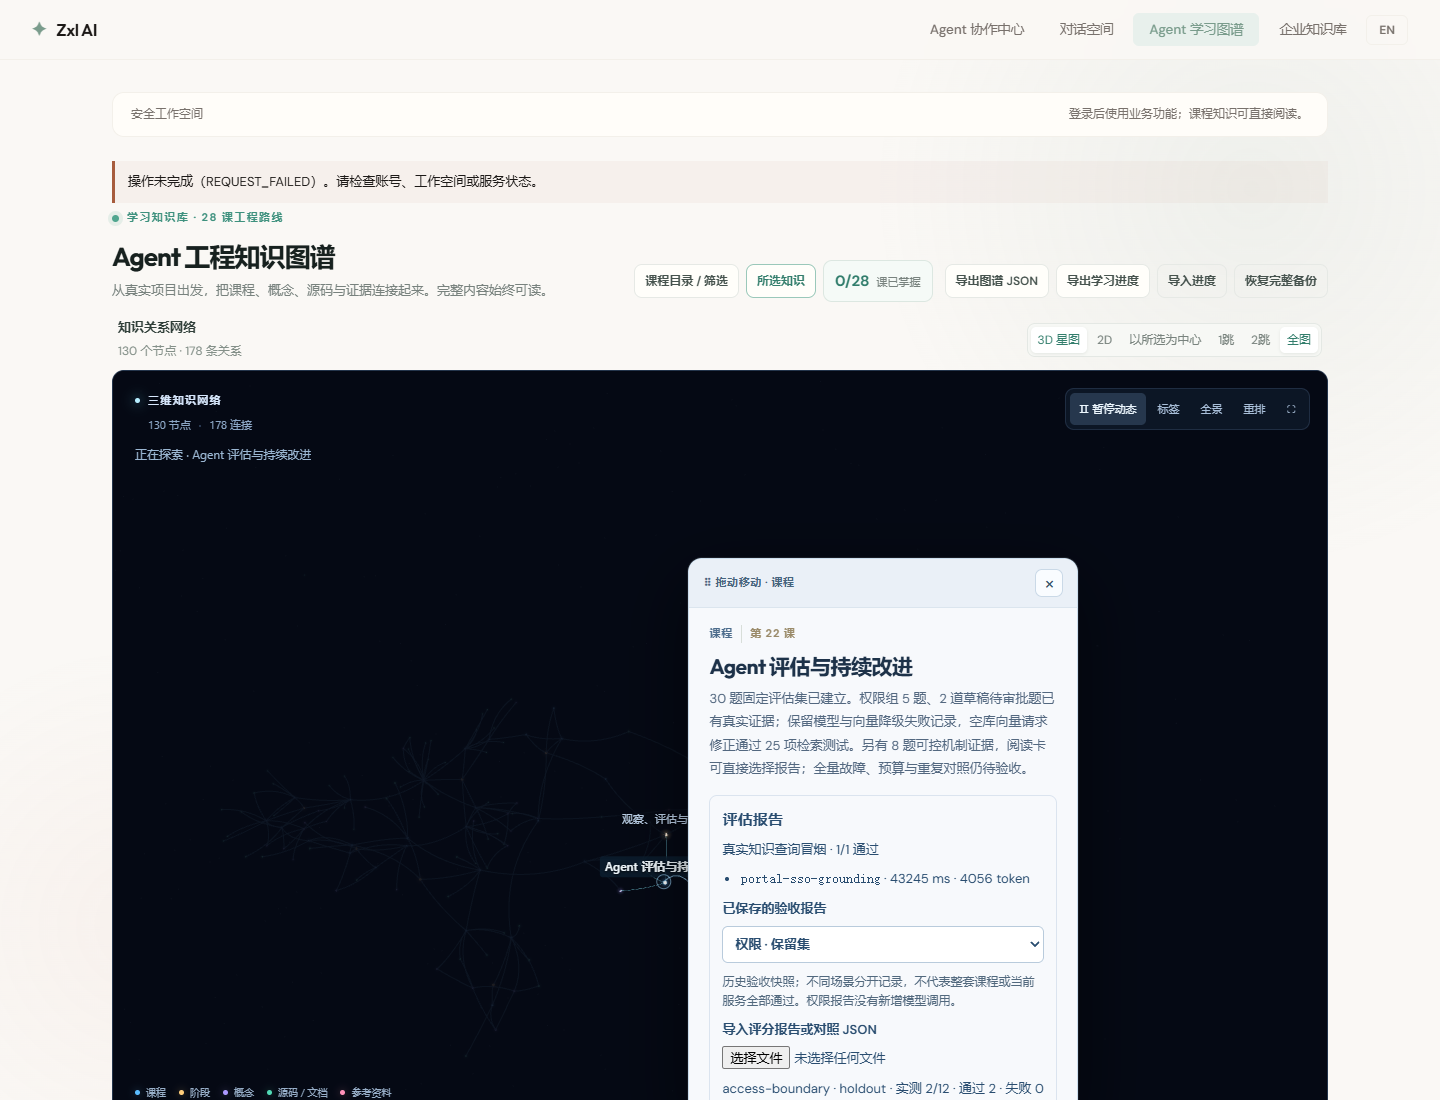 Zxl AI
Agent 协作中心
对话空间
Agent 学习图谱
企业知识库
EN
安全工作空间
登录后使用业务功能；课程知识可直接阅读。
操作未完成（REQUEST_FAILED）。请检查账号、工作空间或服务状态。
学习知识库 · 28 课工程路线
Agent 工程知识图谱
从真实项目出发，把课程、概念、源码与证据连接起来。完整内容始终可读。
课程目录 / 筛选
所选知识
0/28 课已掌握
导出图谱 JSON
导出学习进度
导入进度
恢复完整备份
知识关系网络
130 个节点 · 178 条关系
3D 星图
2D
以所选为中心
1跳
2跳
全图
三维知识网络
130 节点 · 178 连接
正在探索 · Agent 评估与持续改进
暂停动态
标签
全景
重排
观察、评估与
Agent 评估与持
拖动移动 · 课程
×
课程
第 22 课
Agent 评估与持续改进
30 题固定评估集已建立。权限组 5 题、2 道草稿待审批题已
有真实证据；保留模型与向量降级失败记录，空库向量请求
修正通过 25 项检索测试。另有 8 题可控机制证据，阅读卡
可直接选择报告；全量故障、预算与重复对照仍待验收。
评估报告
真实知识查询冒烟 · 1/1 通过
• portal-sso-grounding · 43245 ms · 4056 token
已保存的验收报告
权限 · 保留集
历史验收快照；不同场景分开记录，不代表整套课程或当前
服务全部通过。权限报告没有新增模型调用。
导入评分报告或对照 JSON
选择文件 未选择任何文件
access-boundary · holdout · 实测 2/12 · 通过 2 · 失败 0
课程
阶段
概念
源码 / 文档
参考资料